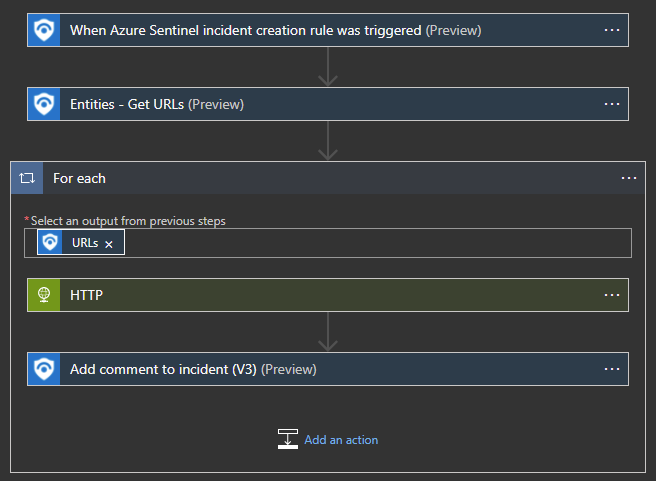 When Azure Sentinel incident creation rule was triggered (Preview)
Entities - Get URLs (Preview)
For each
*Select an output from previous steps
URLs ×
HTTP
Add comment to incident (V3) (Preview)
Add an action